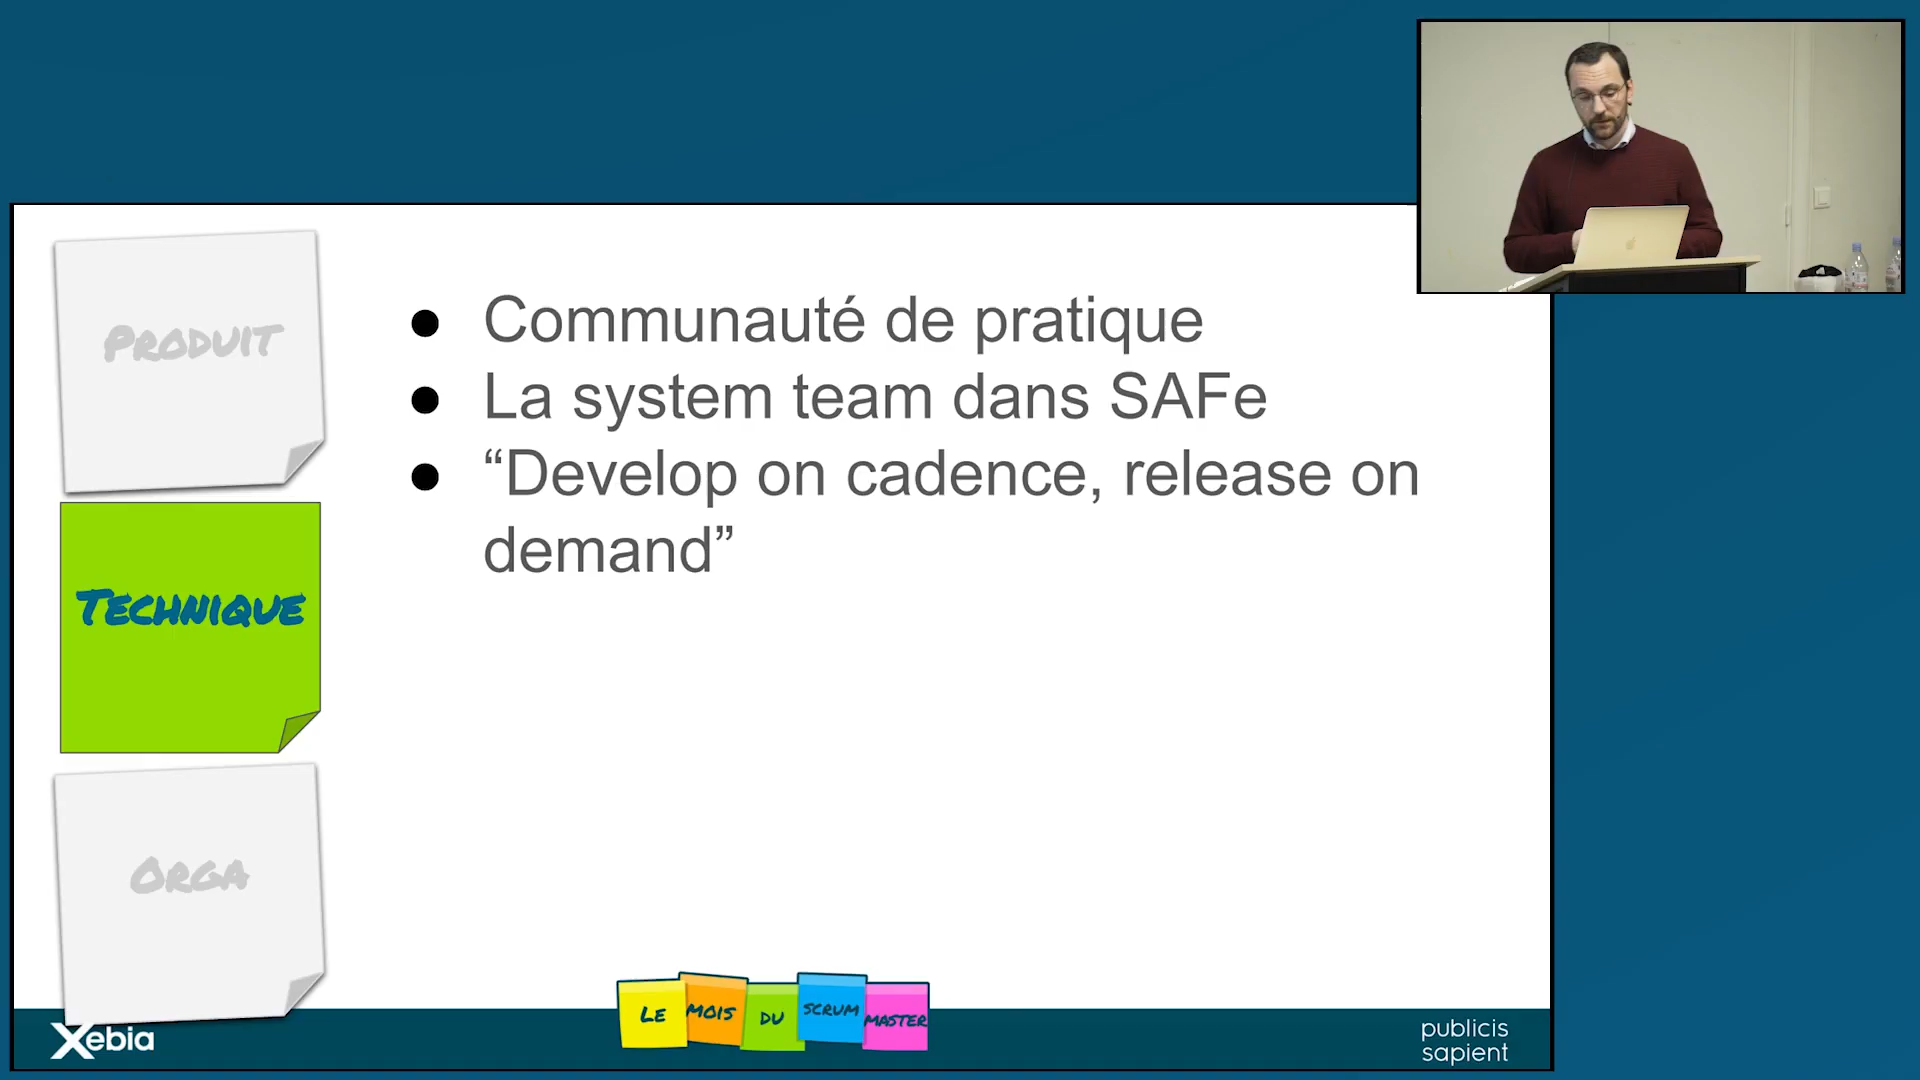 PRODUIT
● Communauté de pratique
● La system team dans SAFe
● “Develop on cadence, release on
demand”
TECHNIQUE
ORGA
Xebia
LE MOIS DU SCRUM MASTER
publicis
sapient